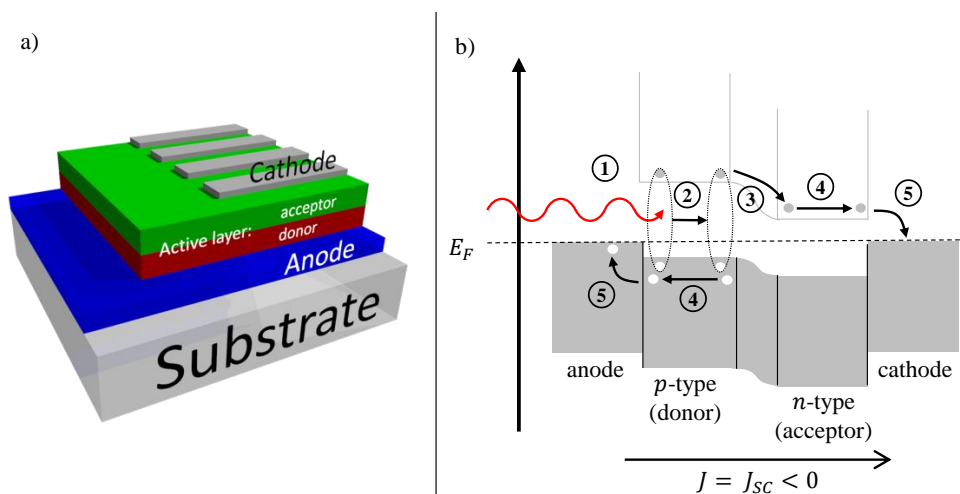 a)
Cathode
acceptor
Active layer:
donor
Anode
Substrate
b)
1
2
3
4
5
E_F
5
4
anode
cathode
p-type
(donor)
n-type
(acceptor)
J = J_SC < 0